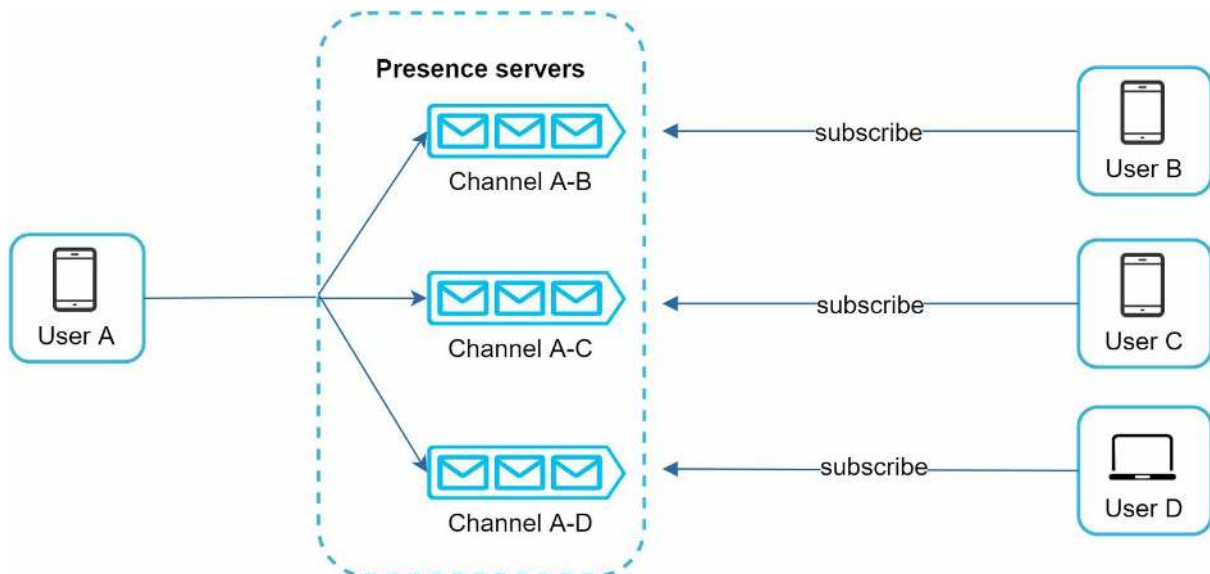 Presence servers
Channel A-B
subscribe
User B
User A
Channel A-C
subscribe
User C
Channel A-D
subscribe
User D